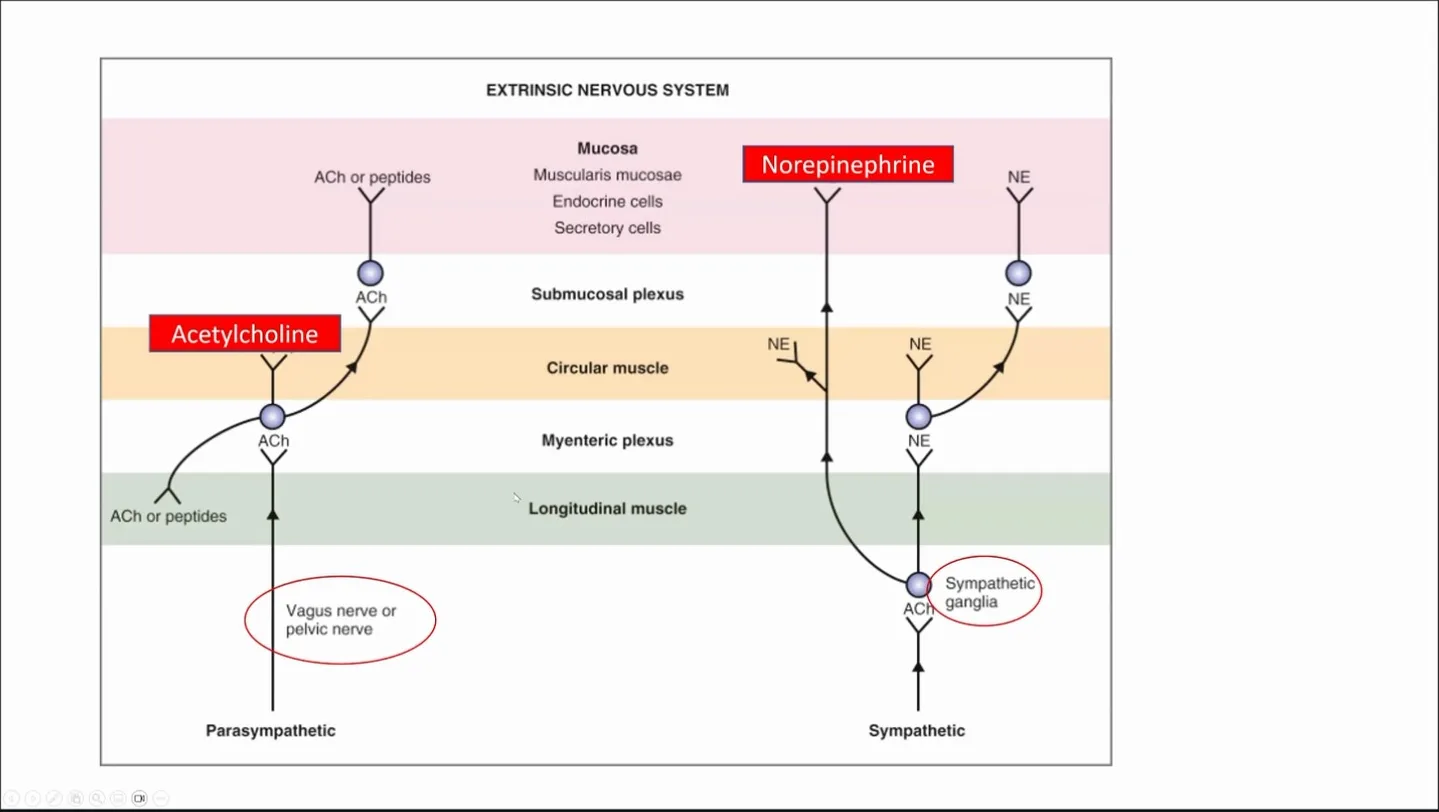 EXTRINSIC NERVOUS SYSTEM
Mucosa
Muscularis mucosae
Endocrine cells
Secretory cells
ACh or peptides
Norepinephrine
NE
Submucosal plexus
ACh
NE
Acetylcholine
Circular muscle
NE
NE
Myenteric plexus
ACh
NE
Longitudinal muscle
ACh or peptides
Vagus nerve or
pelvic nerve
Sympathetic
ganglia
ACh
Parasympathetic
Sympathetic